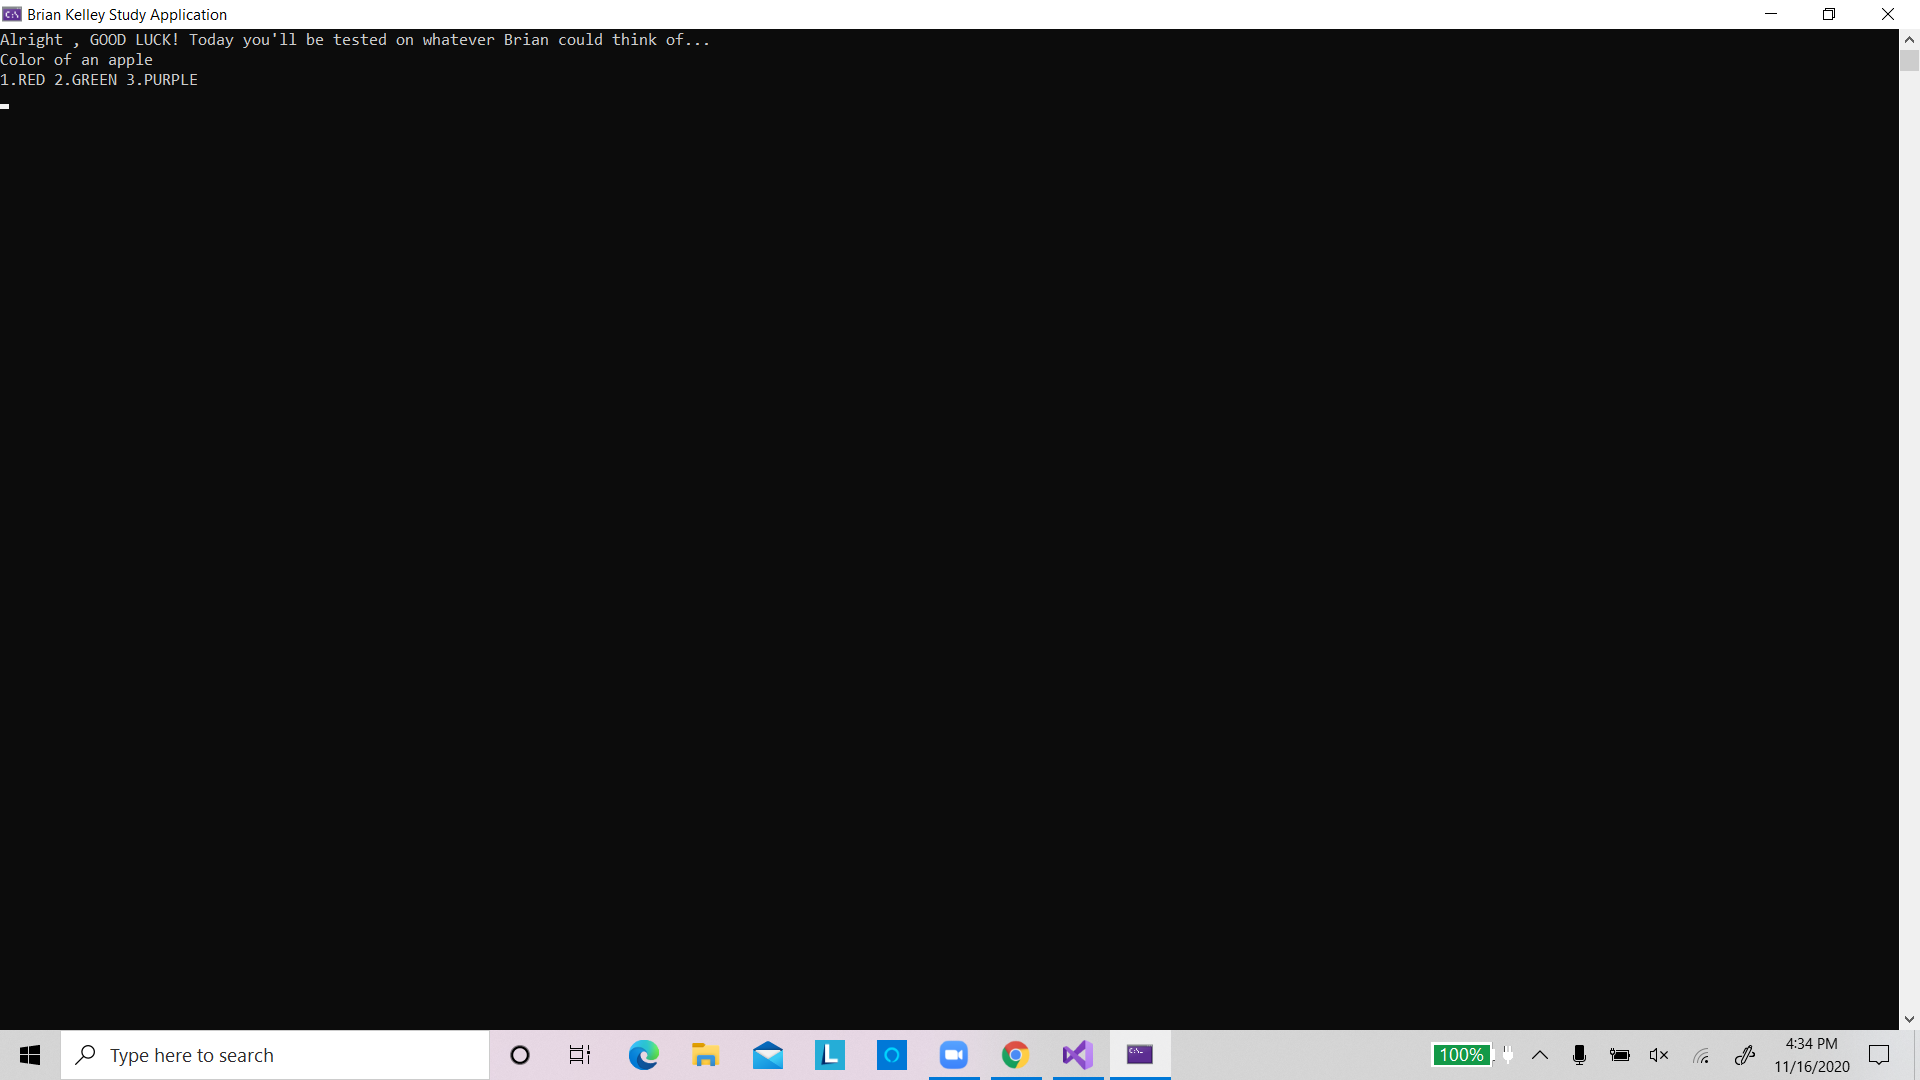 Brian Kelley Study Application
Alright , GOOD LUCK! Today you'll be tested on whatever Brian could think of...
Color of an apple
1.RED 2.GREEN 3.PURPLE
Type here to search
100%
4:34 PM
11/16/2020